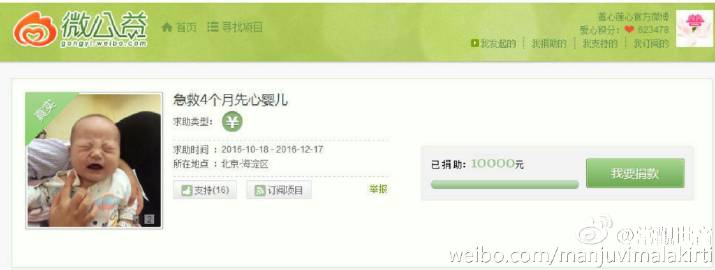 微公益
gongyi.weibo.com
首页 寻找项目
善心莲心官方微博
爱心积分： 623478
我发起的 我捐助的 我支持的 我订阅的
真实
急救4个月先心婴儿
求助类型： ¥
求助时间：2016-10-18 - 2016-12-17
所在地点：北京-海淀区
支持(16) 订阅项目 举报
已捐助：10000元
我要捐款
2
weibo.com/manjuvimalakirti